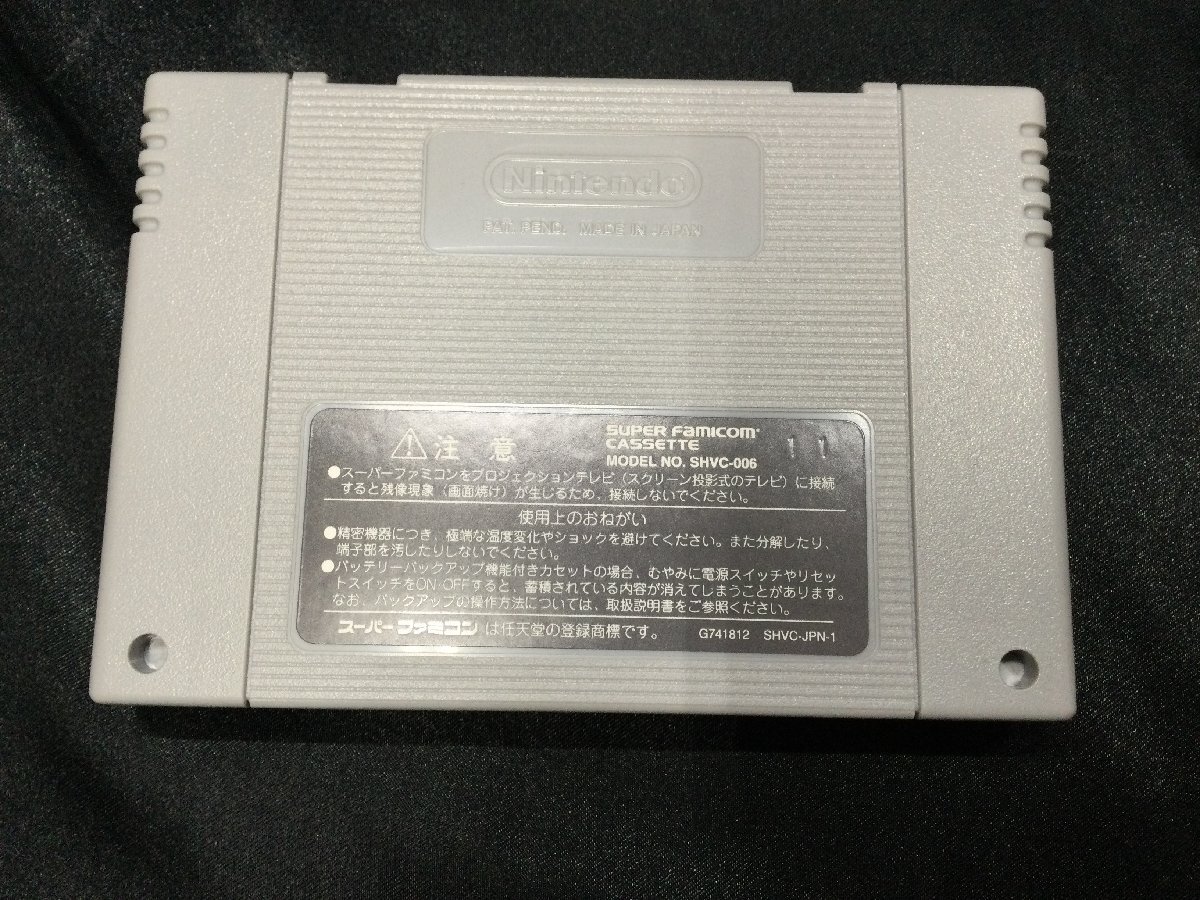 Nintendo
PAT. PEND. MADE IN JAPAN
注意
SUPER FAMICOM
CASSETTE
MODEL NO. SHVC-006
11
●スーパーファミコンをプロジェクションテレビ（スクリーン投影式のテレビ）に接続
すると残像現象（画面焼け）が生じるため、接続しないでください。
使用上のおねがい
●精密機器につき、極端な温度変化やショックを避けてください。また分解したり、
端子部を汚したりしないでください。
●バッテリーバックアップ機能付きカセットの場合、むやみに電源スイッチやリセッ
トスイッチをON-OFFすると、蓄積されている内容が消えてしまうことがあります。
なお、バックアップの操作方法については、取扱説明書をご参照ください。
スーパーファミコンは任天堂の登録商標です。 G741812 SHVC-JPN-1